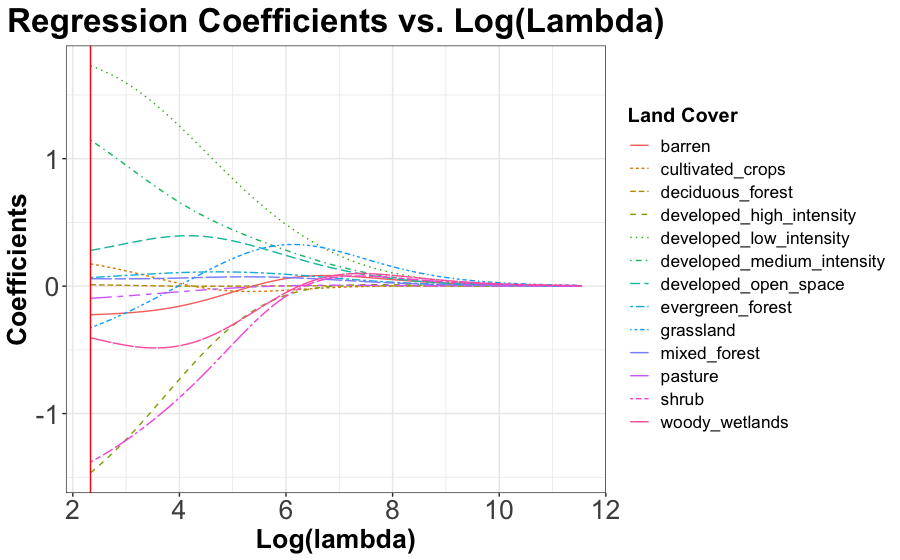 Regression Coefficients vs. Log(Lambda)
Coefficients
1
0
-1
2
4
6
8
10
12
Log(lambda)
Land Cover
barren
cultivated_crops
deciduous_forest
developed_high_intensity
developed_low_intensity
developed_medium_intensity
developed_open_space
evergreen_forest
grassland
mixed_forest
pasture
shrub
woody_wetlands